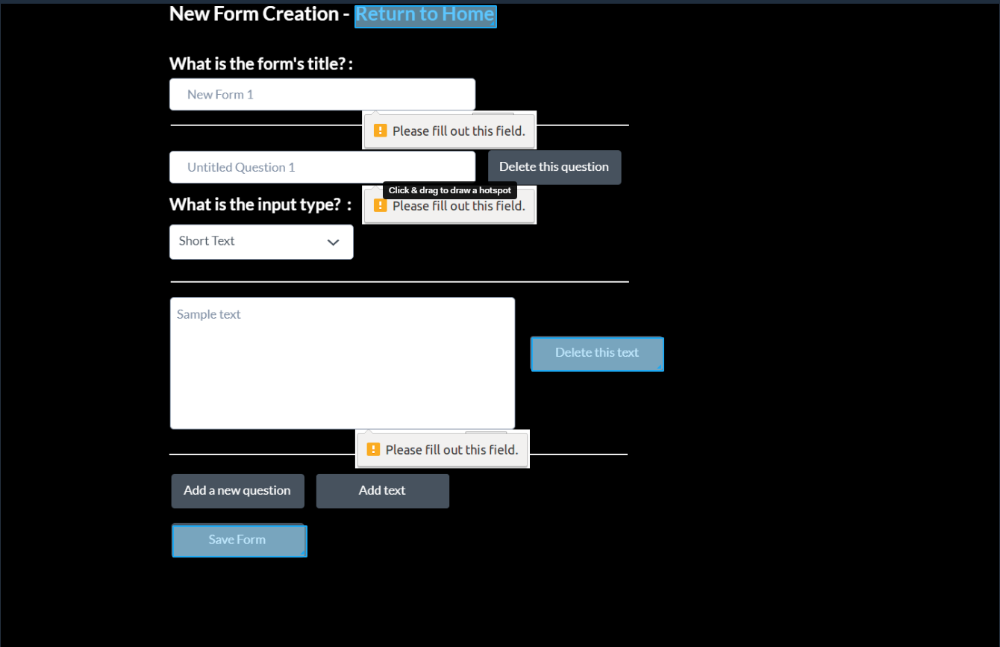 New Form Creation - Return to Home
What is the form's title? :
New Form 1
Please fill out this field.
Untitled Question 1
Delete this question
Click & drag to draw a hotspot
What is the input type? :
Please fill out this field.
Short Text
Sample text
Delete this text
Please fill out this field.
Add a new question
Add text
Save Form